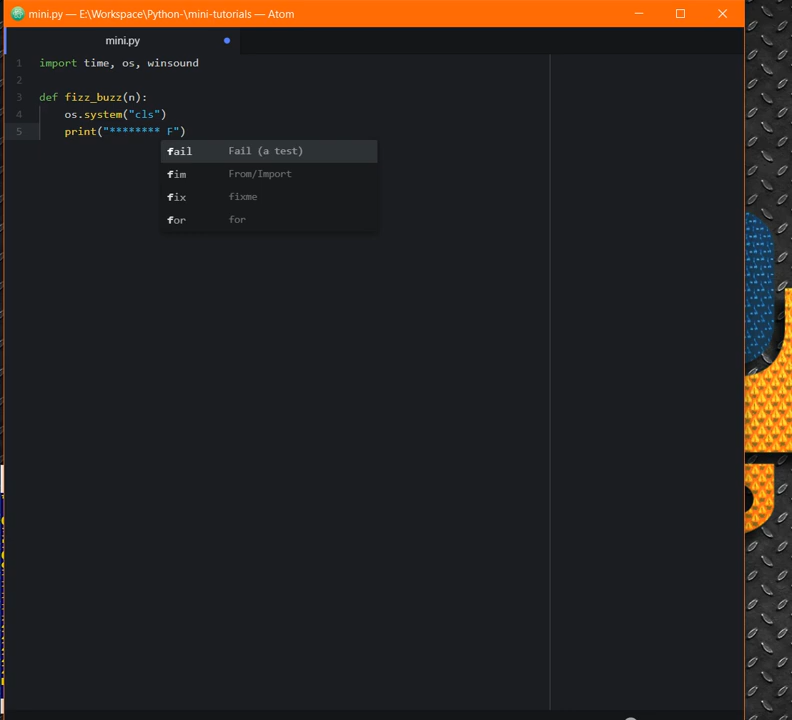 mini.py — E:\Workspace\Python-\mini-tutorials — Atom
mini.py
1 import time, os, winsound
2
3 def fizz_buzz(n):
4 os.system("cls")
5 print("******** F")
fail Fail (a test)
fim From/Import
fix fixme
for for